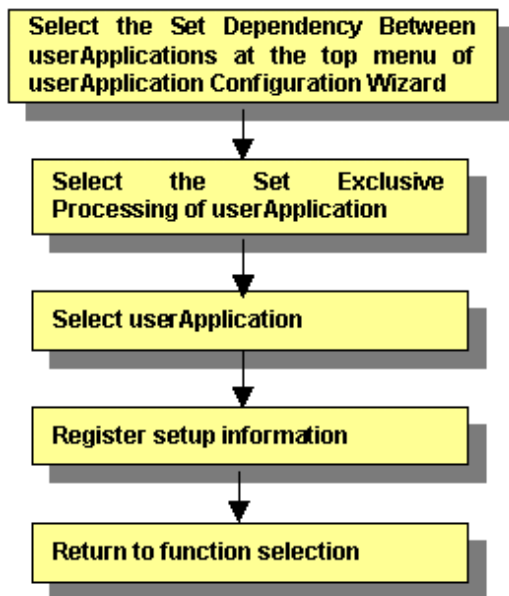 Select the Set Dependency Between
userApplications at the top menu of
userApplication Configuration Wizard
Select the Set Exclusive
Processing of userApplication
Select userApplication
Register setup information
Return to function selection